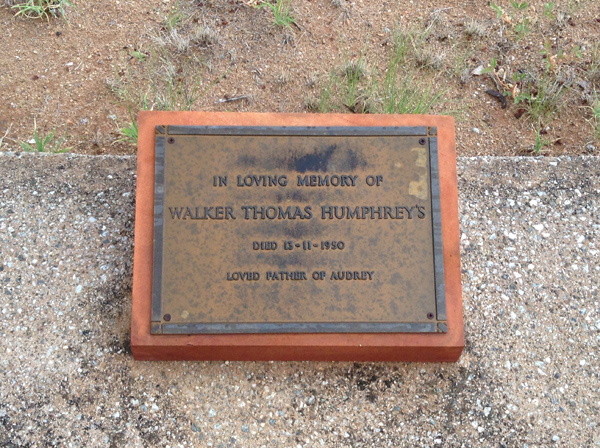 IN LOVING MEMORY OF
WALKER THOMAS HUMPHREY'S
DIED 13-11-1950
LOVED FATHER OF AUDREY